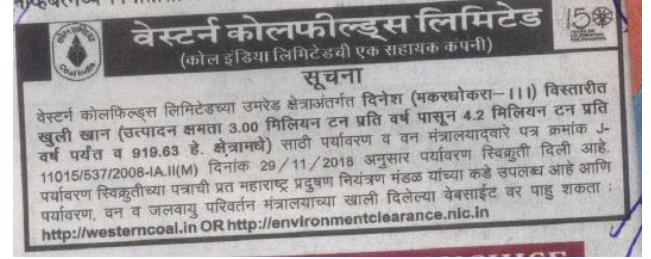 वेस्टर्न कोलफील्ड्स लिमिटेड
(कोल इंडिया लिमिटेडची एक सहायक कंपनी)
Coal India
150
सूचना
वेस्टर्न कोलफिल्ड्स लिमिटेडच्या उमरेड क्षेत्राअंतर्गत दिनेश (मकरधोकरा-।।।) विस्तारीत
खुली खान (उत्पादन क्षमता 3.00 मिलियन टन प्रति वर्ष पासून 4.2 मिलियन टन प्रति
वर्ष पर्यंत व 919.63 हे. क्षेत्रामधे) साठी पर्यावरण व वन मंत्रालयाद्वारे पत्र क्रमांक J-
11015/537/2008-IA.II(M) दिनांक 29/11/2018 अनुसार पर्यावरण स्विक्रुती दिली आहे.
पर्यावरण स्विक्रुतीच्या पत्राची प्रत महाराष्ट्र प्रदुषण नियंत्रण मंडळ यांच्या कडे उपलब्ध आहे आणि
पर्यावरण, वन व जलवायु परिवर्तन मंत्रालयाच्या खाली दिलेल्या वेबसाईट वर पाहु शकता :
http://westerncoal.in OR http://environmentclearance.nic.in